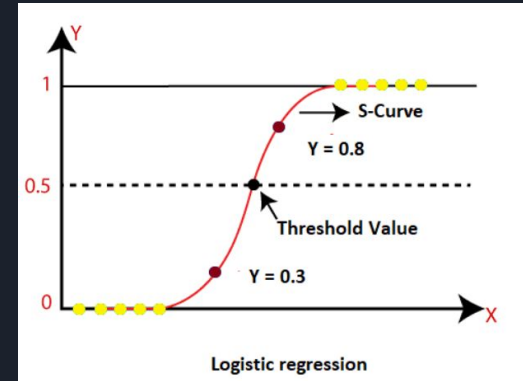 Y
1
S-Curve
Y = 0.8
0.5
Threshold Value
Y = 0.3
0
X
Logistic regression